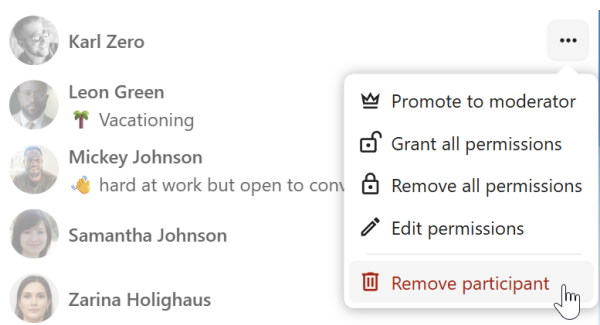 Karl Zero
Leon Green
🌴 Vacationing
Mickey Johnson
👋 hard at work but open to conv
Samantha Johnson
Zarina Holighaus
Promote to moderator
Grant all permissions
Remove all permissions
Edit permissions
Remove participant